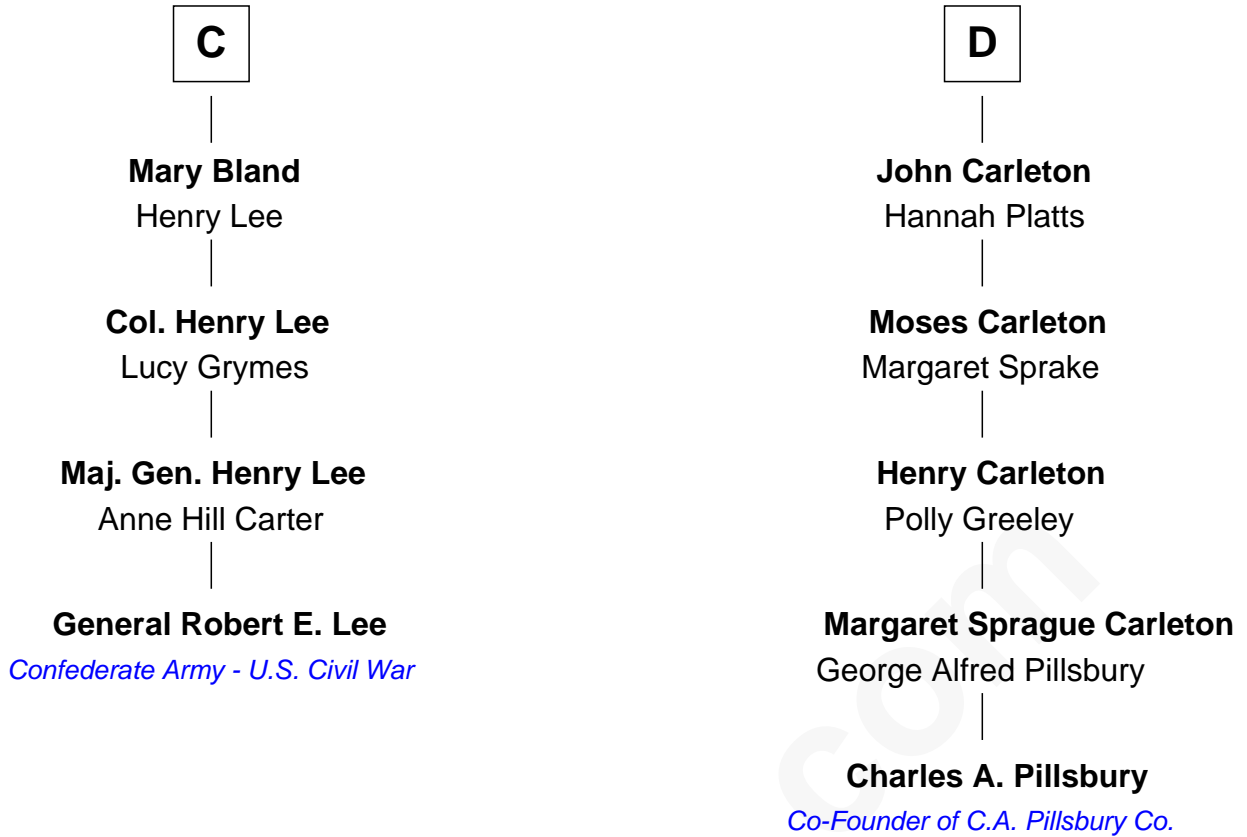 C
Mary Bland
Henry Lee
Col. Henry Lee
Lucy Grymes
Maj. Gen. Henry Lee
Anne Hill Carter
General Robert E. Lee
Confederate Army - U.S. Civil War
D
John Carleton
Hannah Platts
Moses Carleton
Margaret Sprake
Henry Carleton
Polly Greeley
Margaret Sprague Carleton
George Alfred Pillsbury
Charles A. Pillsbury
Co-Founder of C.A. Pillsbury Co.
com